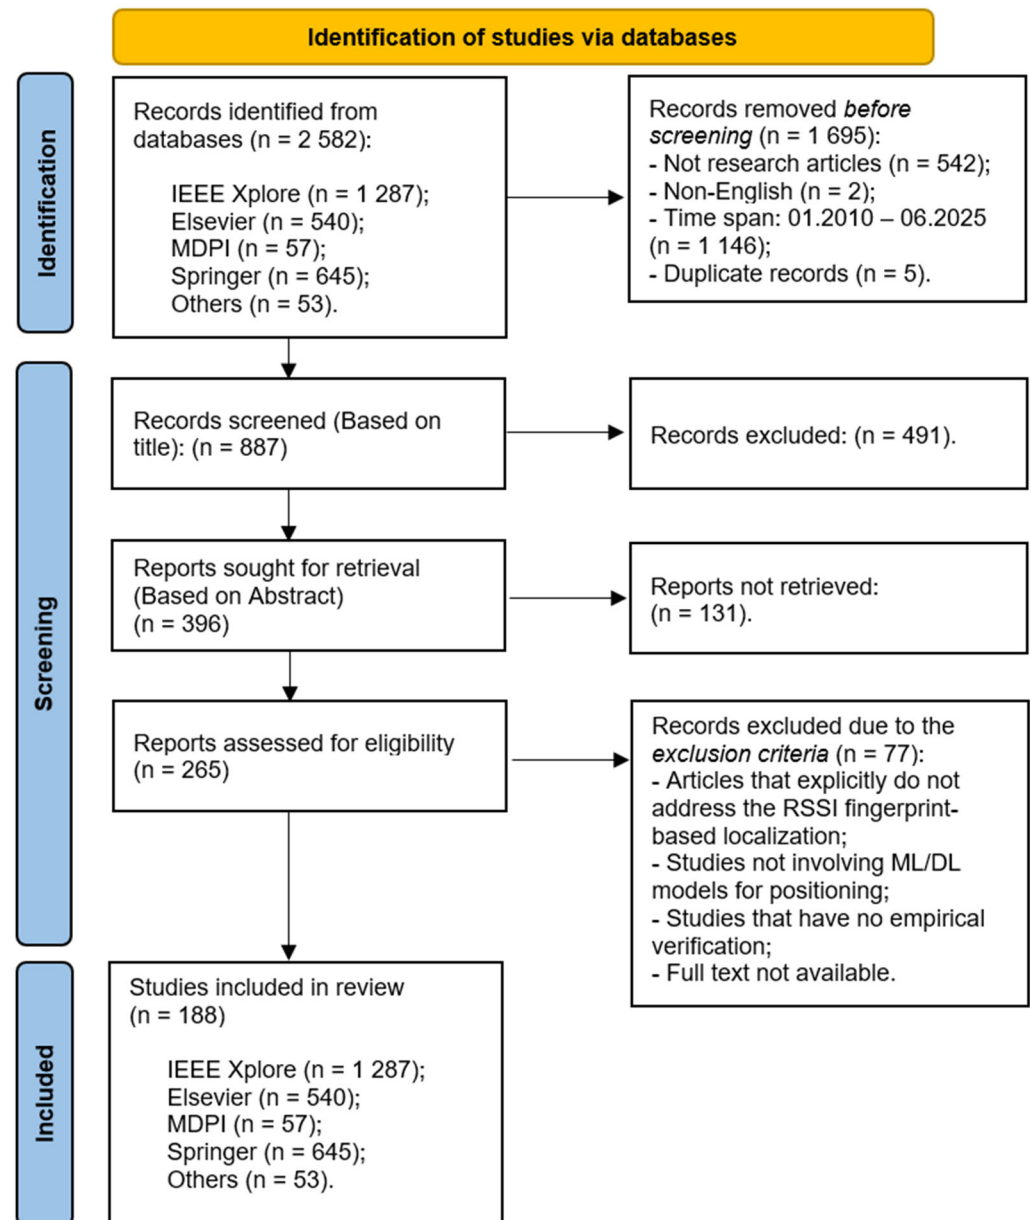 Identification of studies via databases
Identification
Records identified from
databases (n = 2 582):
IEEE Xplore (n = 1 287);
Elsevier (n = 540);
MDPI (n = 57);
Springer (n = 645);
Others (n = 53).
Records removed before
screening (n = 1 695):
- Not research articles (n = 542);
- Non-English (n = 2);
- Time span: 01.2010 – 06.2025
(n = 1 146);
- Duplicate records (n = 5).
Screening
Records screened (Based on
title): (n = 887)
Records excluded: (n = 491).
Reports sought for retrieval
(Based on Abstract)
(n = 396)
Reports not retrieved:
(n = 131).
Reports assessed for eligibility
(n = 265)
Records excluded due to the
exclusion criteria (n = 77):
- Articles that explicitly do not
address the RSSI fingerprint-
based localization;
- Studies not involving ML/DL
models for positioning;
- Studies that have no empirical
verification;
- Full text not available.
Included
Studies included in review
(n = 188)
IEEE Xplore (n = 1 287);
Elsevier (n = 540);
MDPI (n = 57);
Springer (n = 645);
Others (n = 53).